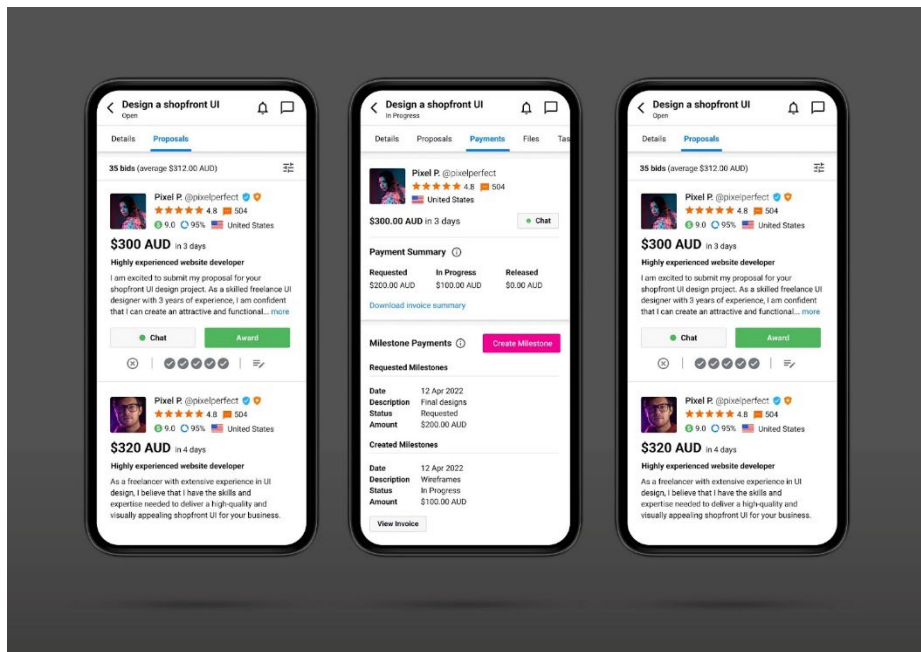 Design a shopfront UI
Open
Details Proposals
35 bids (average $312.00 AUD)
Pixel P. @pixelperfect
4.8 504
9.0 95% United States
$300 AUD in 3 days
Highly experienced website developer
I am excited to submit my proposal for your
shopfront UI design project. As a skilled freelance UI
designer with 3 years of experience, I am confident
that I can create an attractive and functional... more
Chat Award
Pixel P. @pixelperfect
4.8 504
9.0 95% United States
$320 AUD in 4 days
Highly experienced website developer
As a freelancer with extensive experience in UI
design, I believe that I have the skills and
expertise needed to deliver a high-quality and
visually appealing shopfront UI for your business.
Design a shopfront UI
In Progress
Details Proposals Payments Files Tas
Pixel P. @pixelperfect
4.8 504
United States
$300.00 AUD in 3 days Chat
Payment Summary
Requested In Progress Released
$200.00 AUD $100.00 AUD $0.00 AUD
Download invoice summary
Milestone Payments Create Milestone
Requested Milestones
Date 12 Apr 2022
Description Final designs
Status Requested
Amount $200.00 AUD
Created Milestones
Date 12 Apr 2022
Description Wireframes
Status In Progress
Amount $100.00 AUD
View Invoice
Design a shopfront UI
Open
Details Proposals
35 bids (average $312.00 AUD)
Pixel P. @pixelperfect
4.8 504
9.0 95% United States
$300 AUD in 3 days
Highly experienced website developer
I am excited to submit my proposal for your
shopfront UI design project. As a skilled freelance UI
designer with 3 years of experience, I am confident
that I can create an attractive and functional... more
Chat Award
Pixel P. @pixelperfect
4.8 504
9.0 95% United States
$320 AUD in 4 days
Highly experienced website developer
As a freelancer with extensive experience in UI
design, I believe that I have the skills and
expertise needed to deliver a high-quality and
visually appealing shopfront UI for your business.